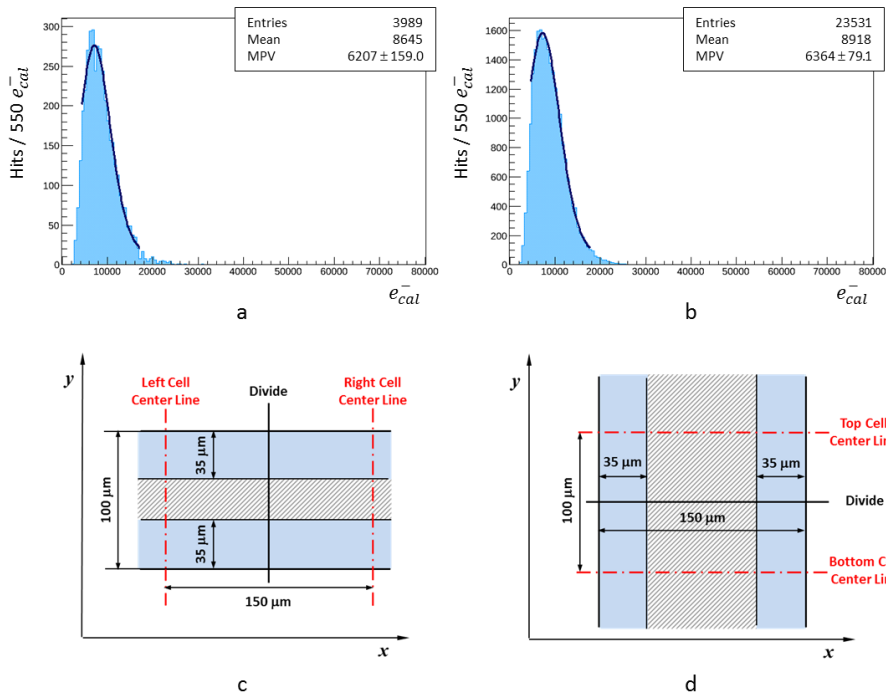 Entries 3989
Mean 8645
MPV 6207 ± 159.0
Hits / 550 e⁻cal
300
250
200
150
100
50
0
0 10000 20000 30000 40000 50000 60000 70000 80000
e⁻cal
a
Entries 23531
Mean 8918
MPV 6364 ± 79.1
Hits / 550 e⁻cal
1600
1400
1200
1000
800
600
400
200
0
0 10000 20000 30000 40000 50000 60000 70000 80000
e⁻cal
b
y
Left Cell
Center Line
Divide
Right Cell
Center Line
35 μm
100 μm
35 μm
150 μm
x
c
y
Top Cell
Center Lin
35 μm
35 μm
100 μm
Divide
150 μm
Bottom C
Center Lin
x
d